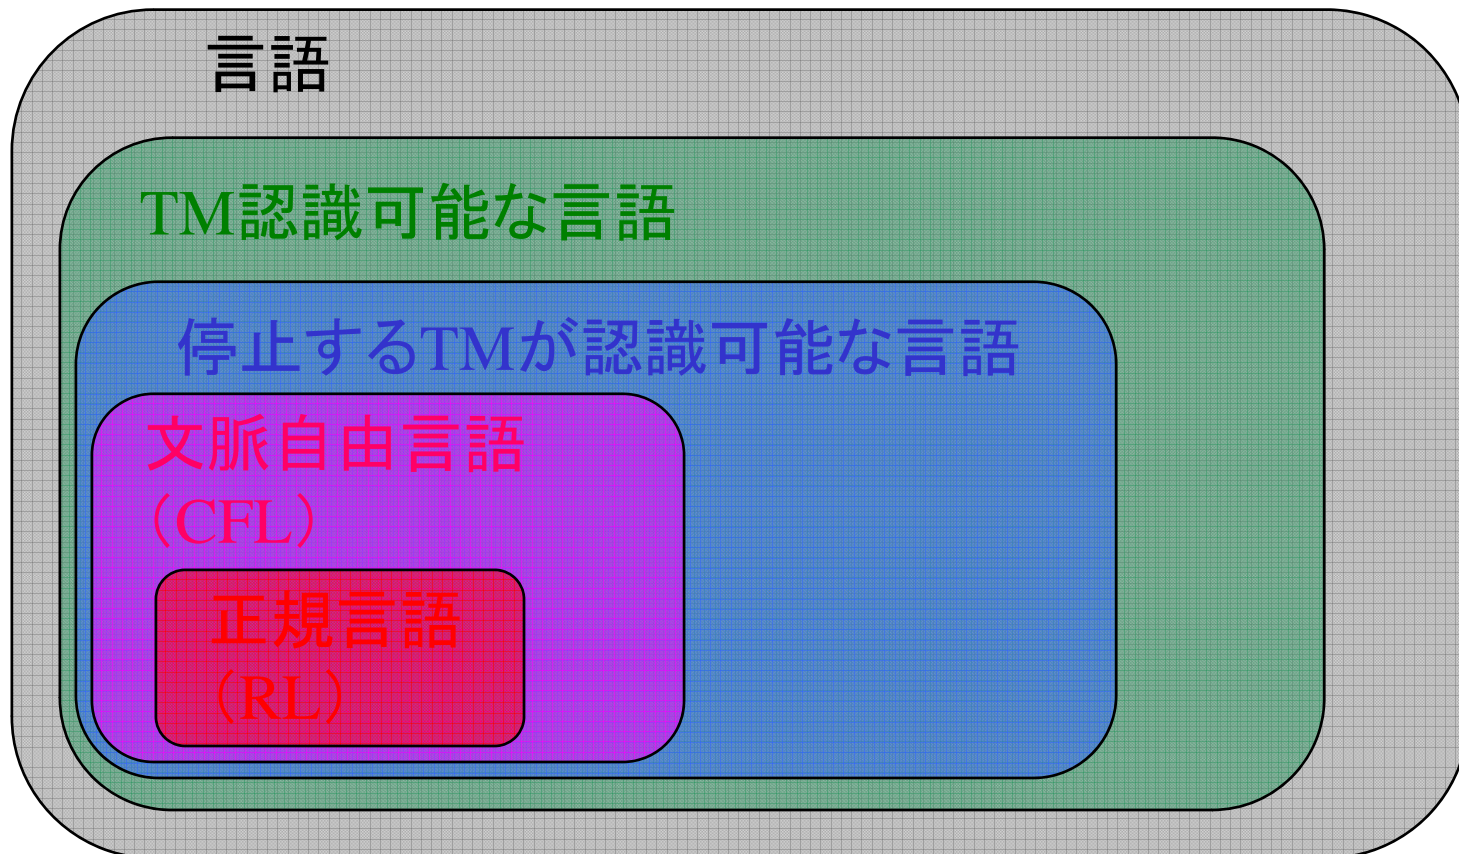 言語
TM認識可能な言語
停止するTMが認識可能な言語
文脈自由言語
（CFL）
正規言語
（RL）